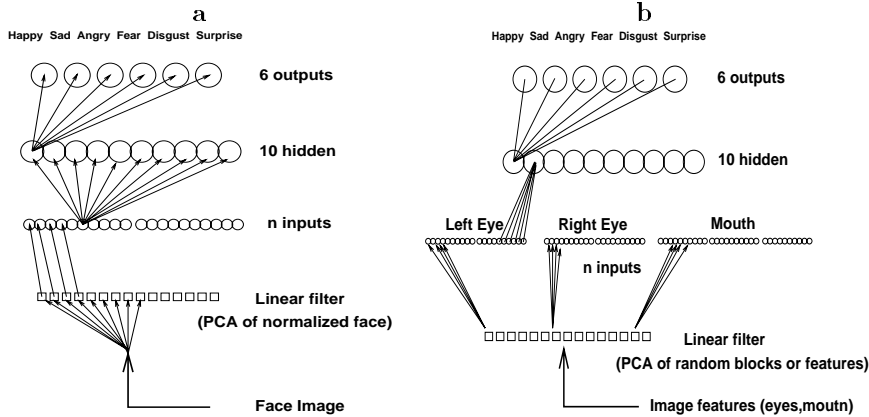 a
Happy Sad Angry Fear Disgust Surprise
6 outputs
10 hidden
n inputs
Linear filter
(PCA of normalized face)
Face Image
b
Happy Sad Angry Fear Disgust Surprise
6 outputs
10 hidden
Left Eye Right Eye Mouth
n inputs
Linear filter
(PCA of random blocks or features)
Image features (eyes,moutn)